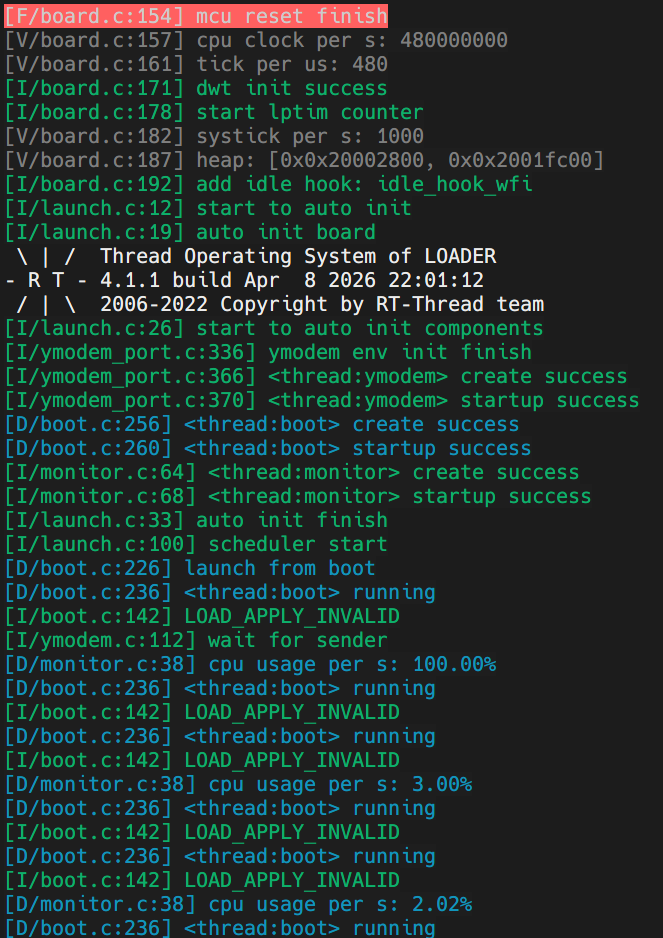 [F/board.c:154] mcu reset finish
[V/board.c:157] cpu clock per s: 480000000
[V/board.c:161] tick per us: 480
[I/board.c:171] dwt init success
[I/board.c:178] start lptim counter
[V/board.c:182] systick per s: 1000
[V/board.c:187] heap: [0x0x20002800, 0x0x2001fc00]
[I/board.c:192] add idle hook: idle_hook_wfi
[I/launch.c:12] start to auto init
[I/launch.c:19] auto init board
 \ | /  Thread Operating System of LOADER
- R T - 4.1.1 build Apr  8 2026 22:01:12
 / | \  2006-2022 Copyright by RT-Thread team
[I/launch.c:26] start to auto init components
[I/ymodem_port.c:336] ymodem env init finish
[I/ymodem_port.c:366] <thread:ymodem> create success
[I/ymodem_port.c:370] <thread:ymodem> startup success
[D/boot.c:256] <thread:boot> create success
[D/boot.c:260] <thread:boot> startup success
[I/monitor.c:64] <thread:monitor> create success
[I/monitor.c:68] <thread:monitor> startup success
[I/launch.c:33] auto init finish
[I/launch.c:100] scheduler start
[D/boot.c:226] launch from boot
[D/boot.c:236] <thread:boot> running
[I/boot.c:142] LOAD_APPLY_INVALID
[I/ymodem.c:112] wait for sender
[D/monitor.c:38] cpu usage per s: 100.00%
[D/boot.c:236] <thread:boot> running
[I/boot.c:142] LOAD_APPLY_INVALID
[D/boot.c:236] <thread:boot> running
[I/boot.c:142] LOAD_APPLY_INVALID
[D/monitor.c:38] cpu usage per s: 3.00%
[D/boot.c:236] <thread:boot> running
[I/boot.c:142] LOAD_APPLY_INVALID
[D/boot.c:236] <thread:boot> running
[I/boot.c:142] LOAD_APPLY_INVALID
[D/monitor.c:38] cpu usage per s: 2.02%
[D/boot.c:236] <thread:boot> running